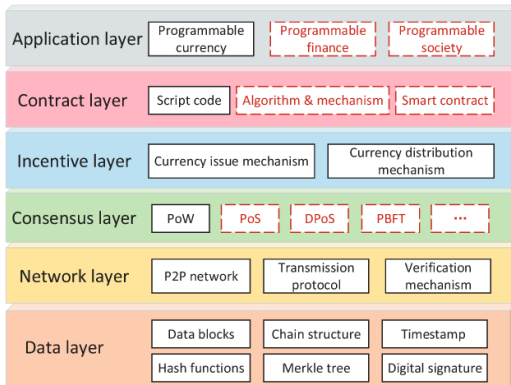 Application layer
Programmable
currency
Programmable
finance
Programmable
society
Contract layer
Script code
Algorithm & mechanism
Smart contract
Incentive layer
Currency issue mechanism
Currency distribution
mechanism
Consensus layer
PoW
PoS
DPoS
PBFT
...
Network layer
P2P network
Transmission
protocol
Verification
mechanism
Data layer
Data blocks
Chain structure
Timestamp
Hash functions
Merkle tree
Digital signature